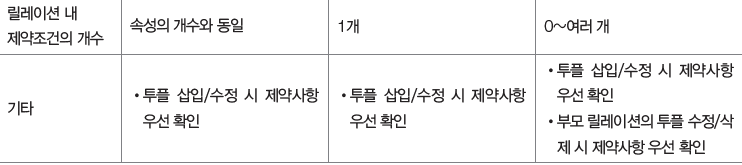 릴레이션 내
제약조건의 개수
속성의 개수와 동일
1개
0~여러 개
기타
• 투플 삽입/수정 시 제약사항
우선 확인
• 투플 삽입/수정 시 제약사항
우선 확인
• 투플 삽입/수정 시 제약사항
우선 확인
• 부모 릴레이션의 투플 수정/삭
제 시 제약사항 우선 확인